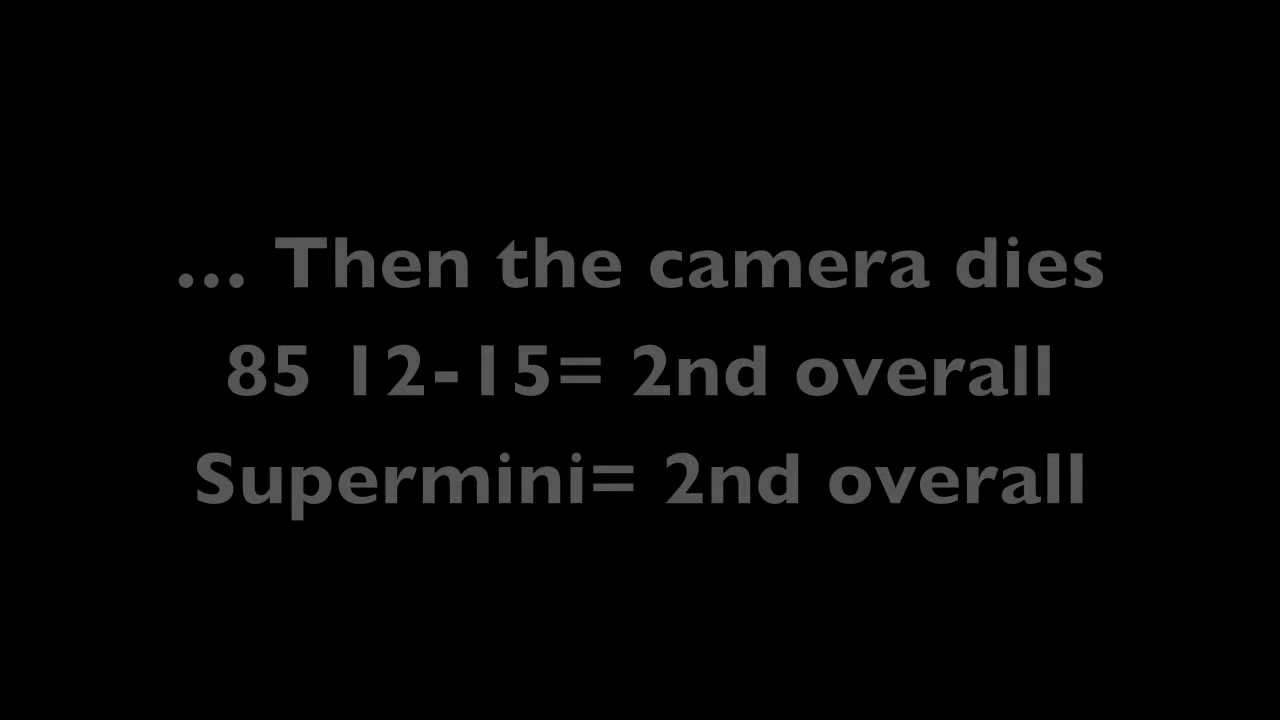 ... Then the camera dies
85 12-15= 2nd overall
Supermini= 2nd overall